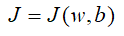 J = J(w,b)